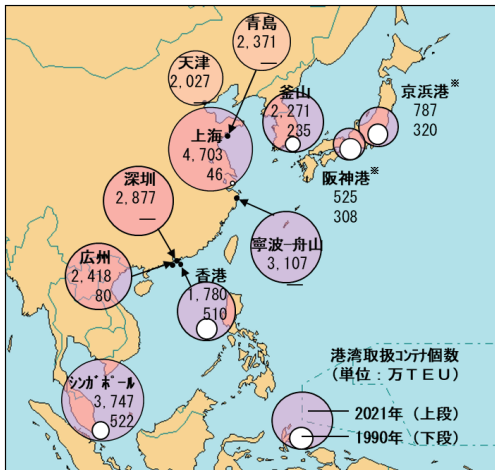 青島
2,371
―
天津
2,027
―
釜山
2,271
235
京浜港※
787
320
上海
4,703
46
阪神港※
525
308
深圳
2,877
―
寧波-舟山
3,107
―
広州
2,418
80
香港
1,780
510
シンガポール
3,747
522
港湾取扱コンテナ個数
（単位：万ＴＥＵ）
2021年（上段）
1990年（下段）